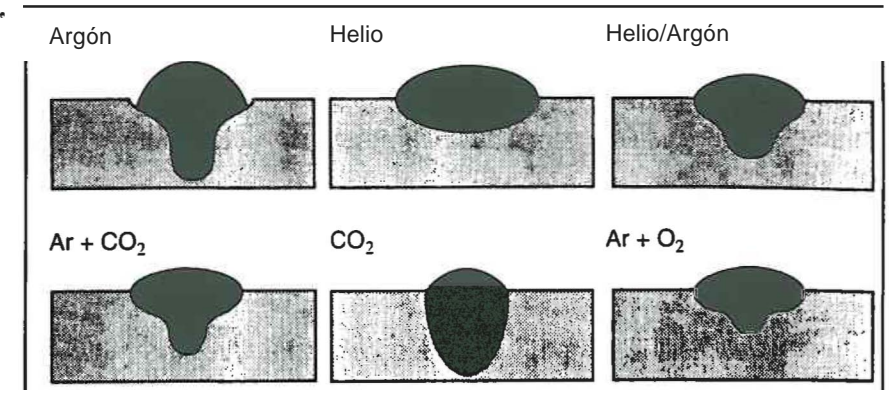 Argón
Helio
Helio/Argón
Ar + CO₂
CO₂
Ar + O₂